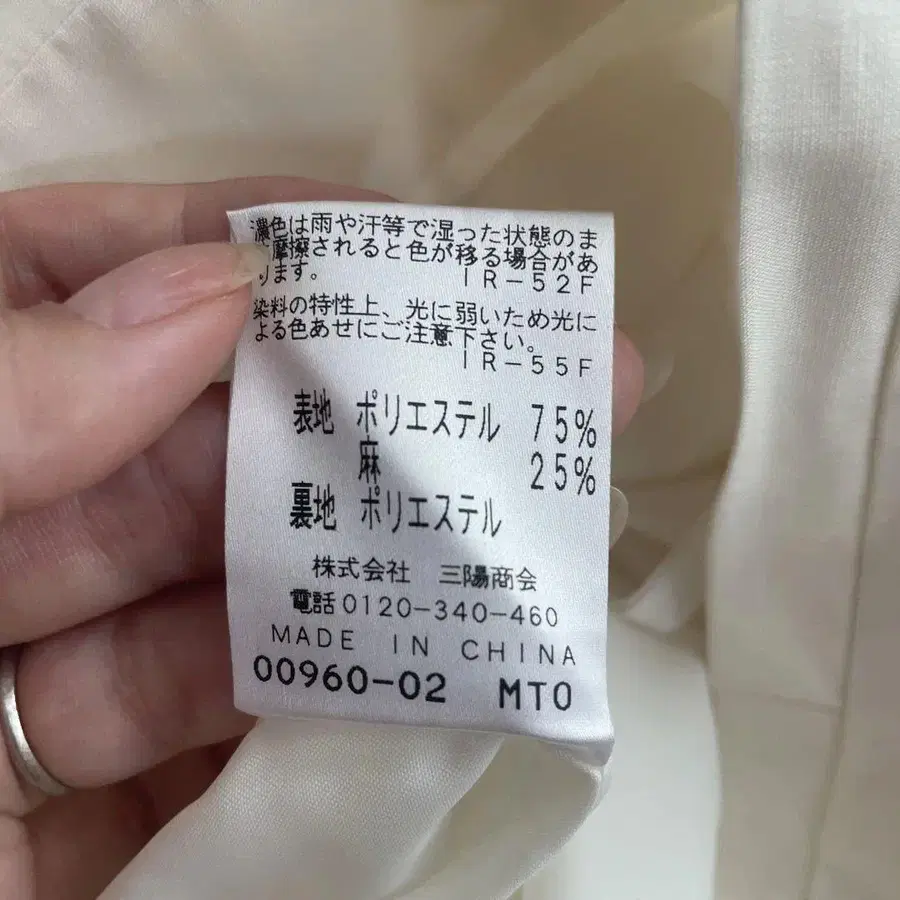 濃色は雨や汗等で湿った状態のま
摩擦されると色が移る場合があ
ります。
IR-52F
染料の特性上、光に弱いため光に
よる色あせにご注意下さい。
IR-55F
表地 ポリエステル 75%
麻 25%
裏地 ポリエステル
株式会社 三陽商会
電話0120-340-460
MADE IN CHINA
00960-02 MTO